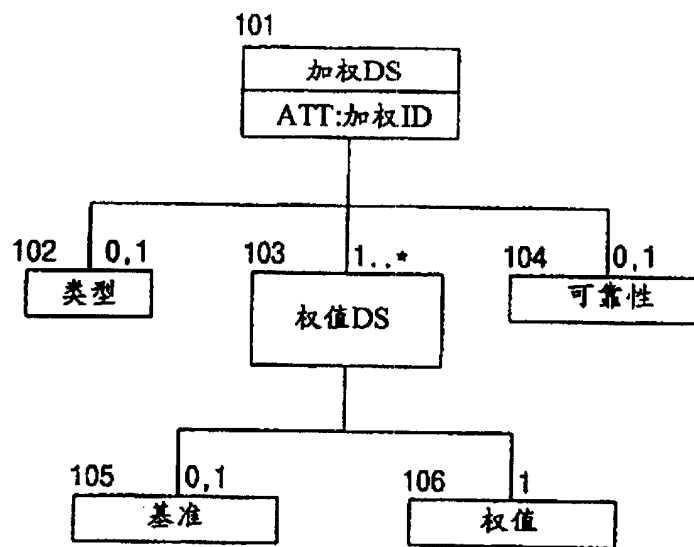 101
加权DS
ATT:加权ID
102 0,1
类型
103 1..*
权值DS
104 0,1
可靠性
105 0,1
基准
106 1
权值